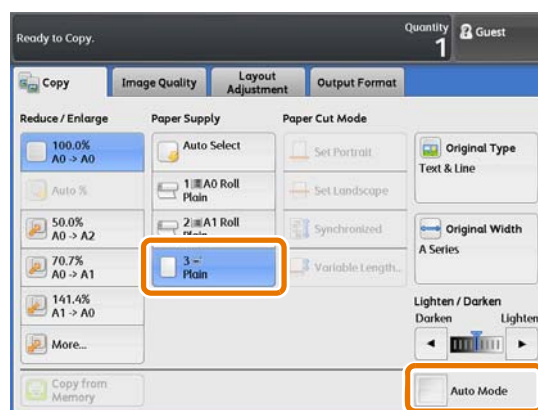 Ready to Copy.
Quantity
1
Guest
Copy
Image Quality
Layout
Adjustment
Output Format
Reduce / Enlarge
Paper Supply
Paper Cut Mode
100.0%
A0 -> A0
Auto %
50.0%
A0 -> A2
70.7%
A0 -> A1
141.4%
A1 -> A0
More...
Copy from
Memory
Auto Select
1 A0 Roll
Plain
2 A1 Roll
Plain
3
Plain
Set Portrait
Set Landscape
Synchronized
Variable Length..
Original Type
Text & Line
Original Width
A Series
Lighten / Darken
Darken Lighten
Auto Mode